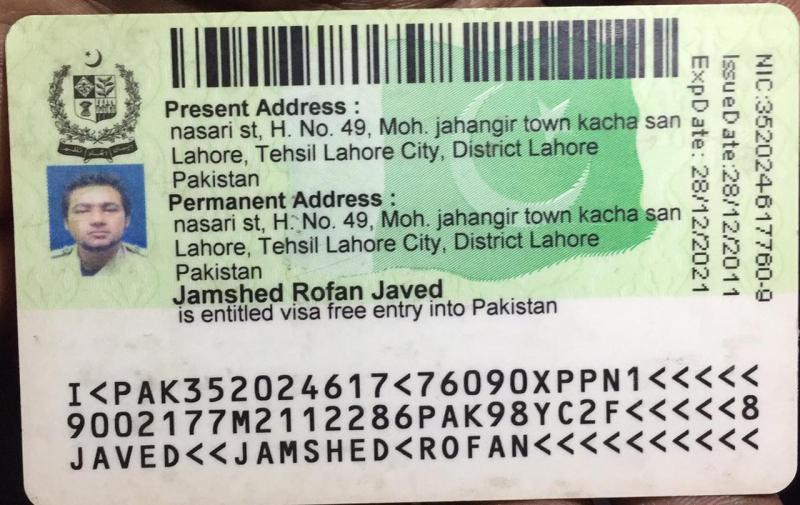 Present Address :
nasari st, H. No. 49, Moh. jahangir town kacha san
Lahore, Tehsil Lahore City, District Lahore
Pakistan
Permanent Address :
nasari st, H. No. 49, Moh. jahangir town kacha san
Lahore, Tehsil Lahore City, District Lahore
Pakistan
Jamshed Rofan Javed
is entitled visa free entry into Pakistan
NIC:352024617760-9
IssueDate:28/12/2011
ExpDate: 28/12/2021
I<PAK352024617<76090XPPN1<<<<<
9002177M2112286PAK98YC2F<<<<<8
JAVED<<JAMSHED<ROFAN<<<<<<<<<<